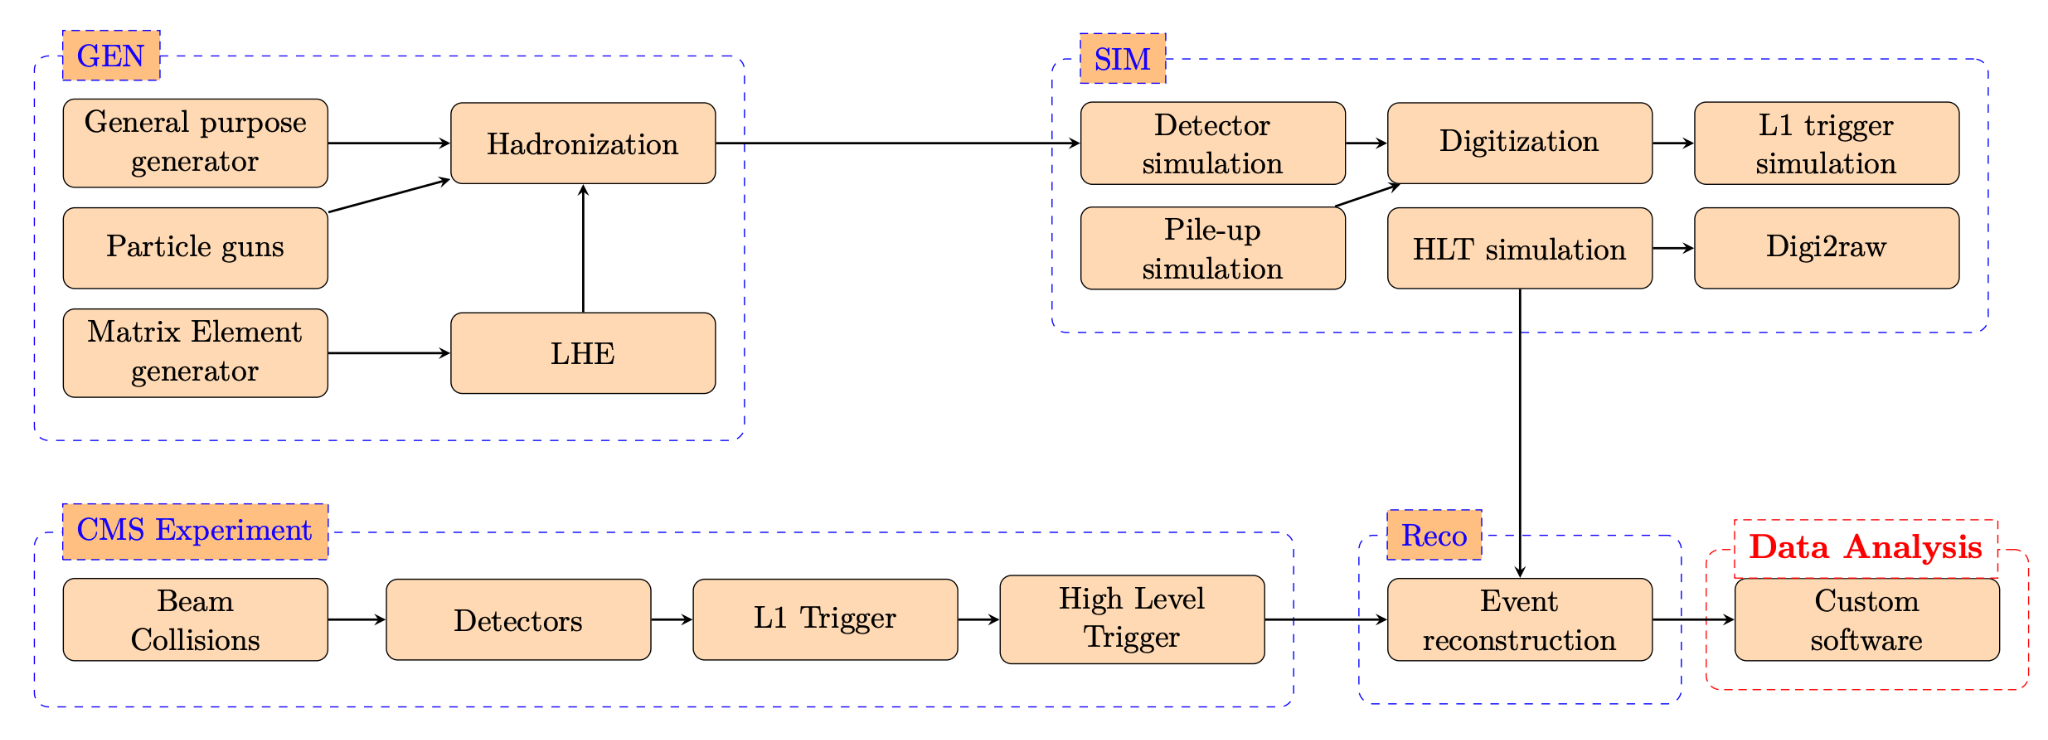 GEN
General purpose
generator
Hadronization
Particle guns
Matrix Element
generator
LHE
SIM
Detector
simulation
Digitization
L1 trigger
simulation
Pile-up
simulation
HLT simulation
Digi2raw
CMS Experiment
Beam
Collisions
Detectors
L1 Trigger
High Level
Trigger
Reco
Event
reconstruction
Data Analysis
Custom
software